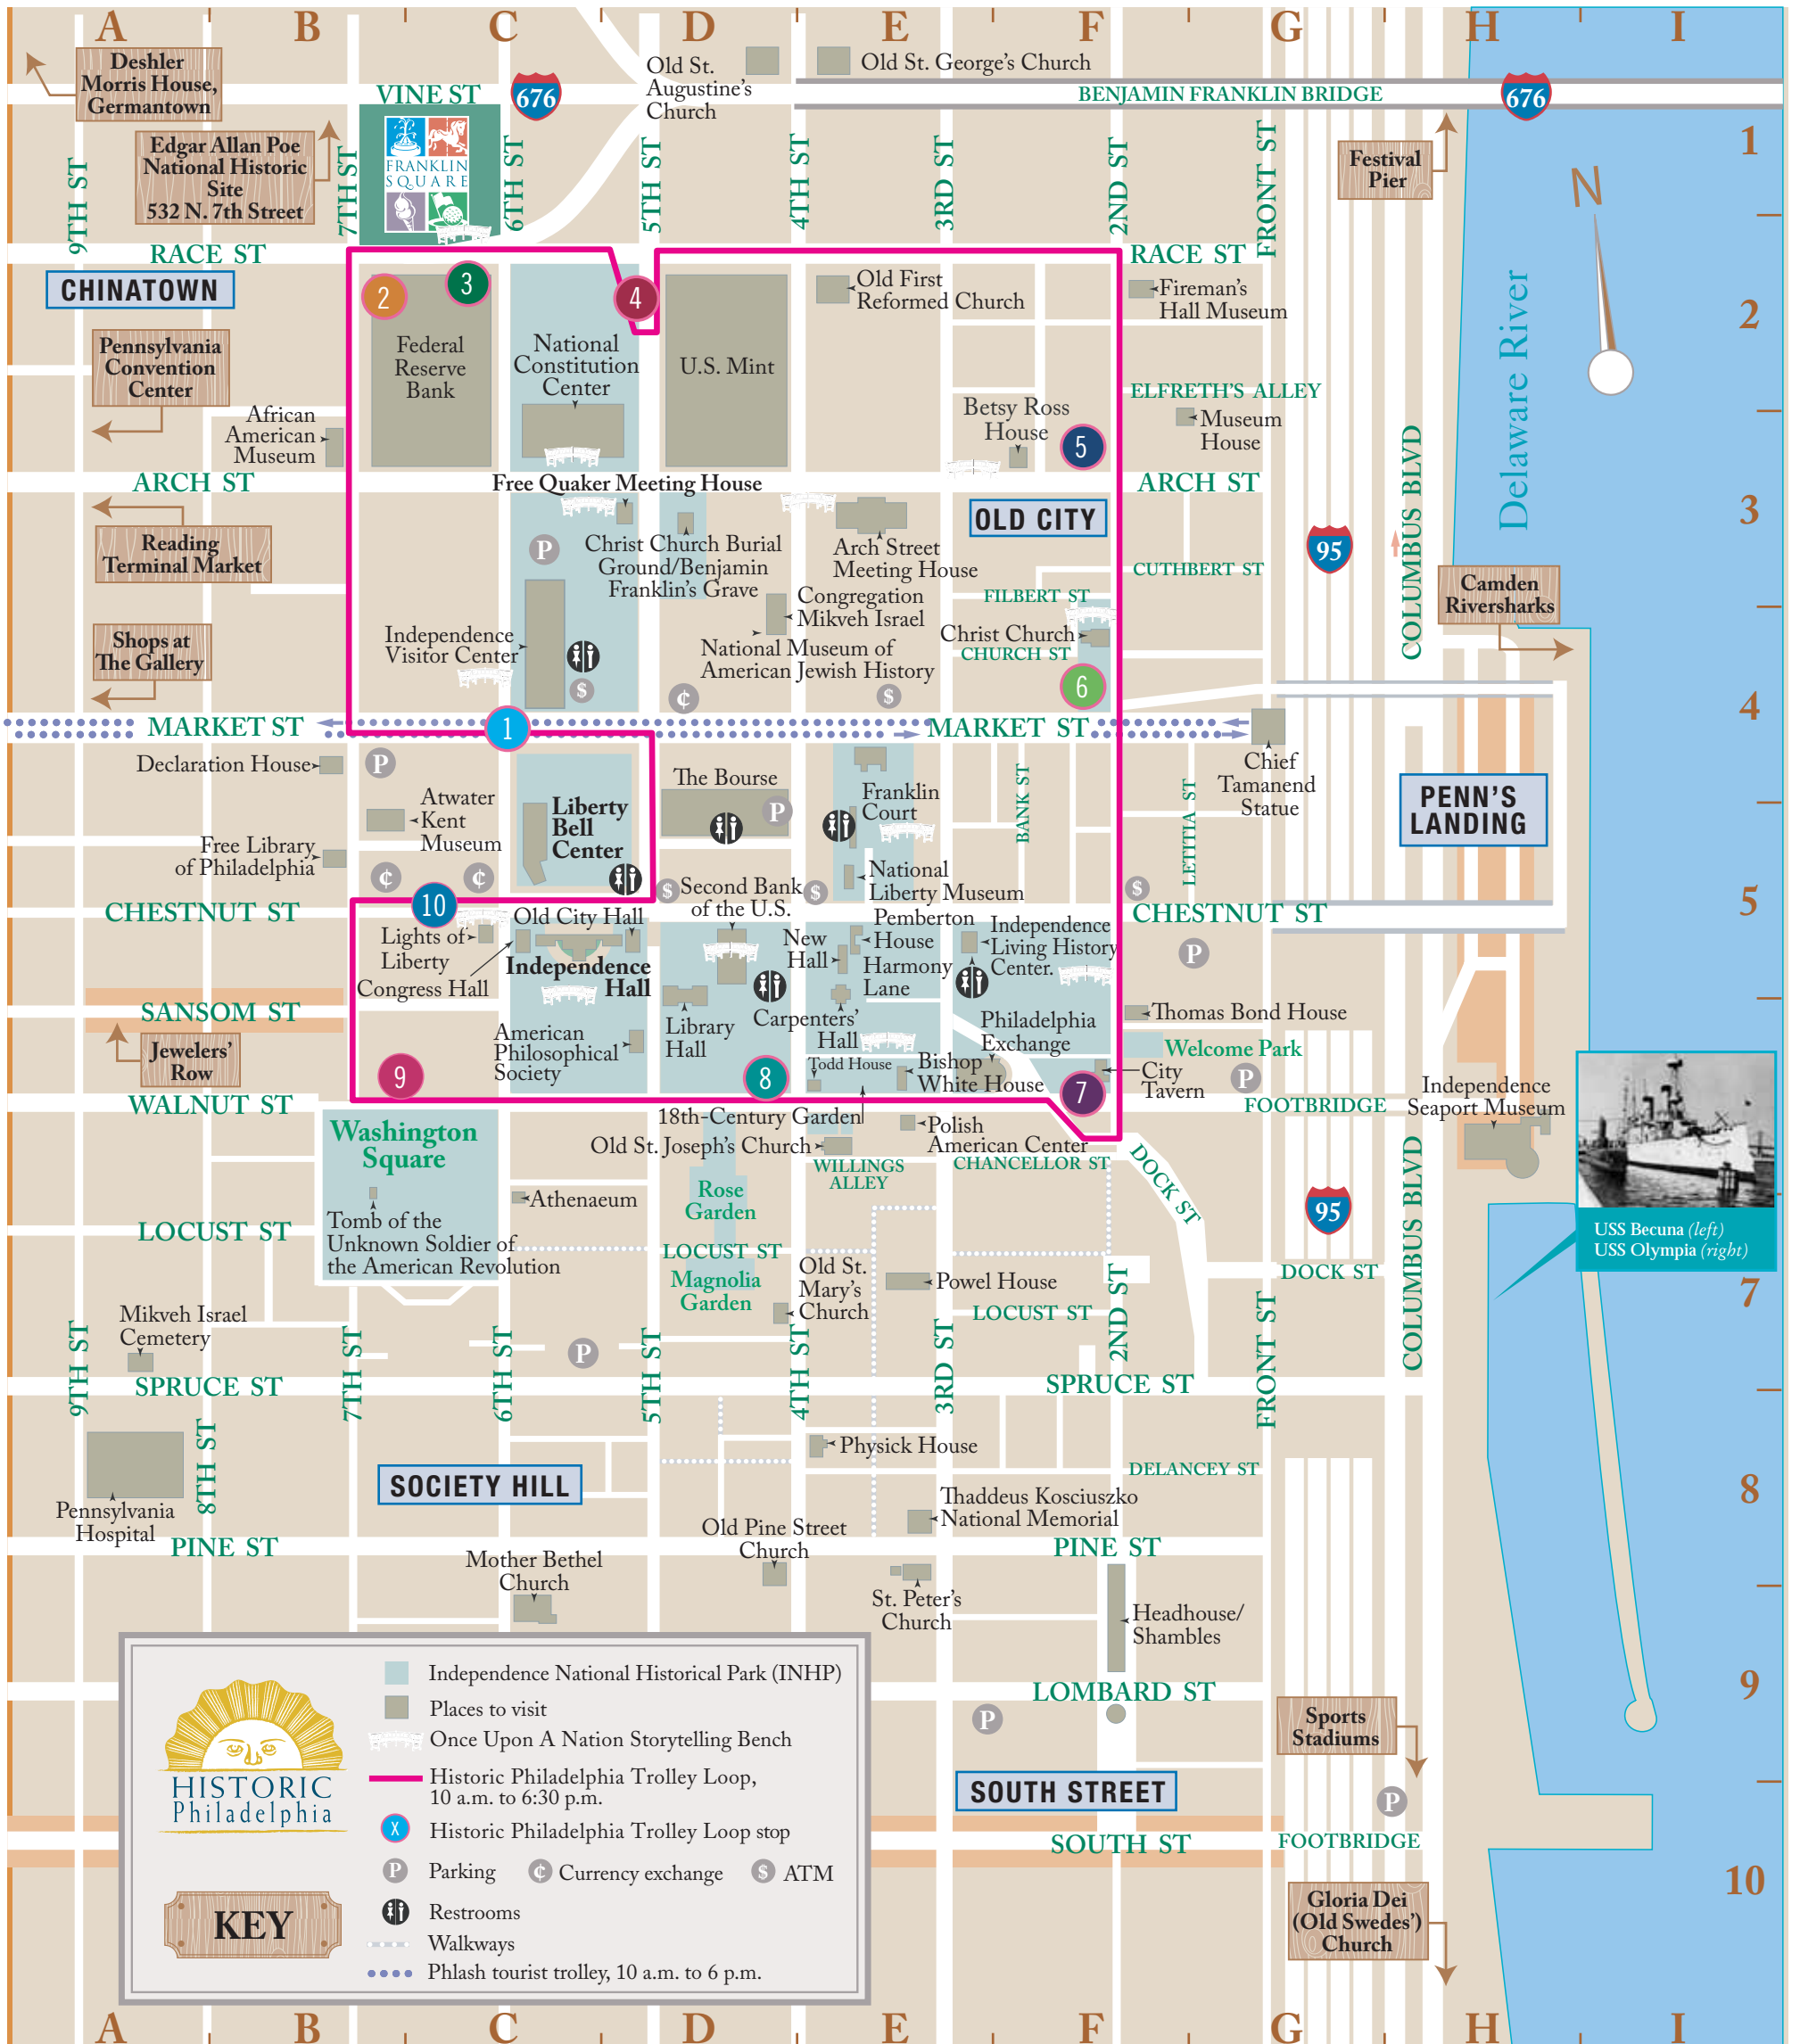 A B C D E F G H I
Deshler
Morris House,
Germantown
Edgar Allan Poe
National Historic
Site
532 N. 7th Street
VINE ST
676
FRANKLIN
SQUARE
Old St.
Augustine's
Church
Old St. George's Church
BENJAMIN FRANKLIN BRIDGE
676
Festival
Pier
N
1
9TH ST
7TH ST
6TH ST
5TH ST
4TH ST
3RD ST
2ND ST
FRONT ST
RACE ST
RACE ST
CHINATOWN
2
3
4
Federal
Reserve
Bank
National
Constitution
Center
U.S. Mint
Old First
Reformed Church
Fireman's
Hall Museum
2
Delaware River
Pennsylvania
Convention
Center
African
American
Museum
Betsy Ross
House
5
ELFRETH'S ALLEY
Museum
House
ARCH ST
ARCH ST
Free Quaker Meeting House
Reading
Terminal Market
P
Christ Church Burial
Ground/Benjamin
Franklin's Grave
Arch Street
Meeting House
OLD CITY
95
COLUMBUS BLVD
3
CUTHBERT ST
FILBERT ST
Camden
Riversharks
Shops at
The Gallery
Independence
Visitor Center
$
Congregation
Mikveh Israel
National Museum of
American Jewish History
¢
$
Christ Church
CHURCH ST
6
4
MARKET ST
1
MARKET ST
Declaration House
P
The Bourse
P
Franklin
Court
BANK ST
LETITIA ST
Chief
Tamanend
Statue
PENN'S
LANDING
Atwater
Kent
Museum
Liberty
Bell
Center
Free Library
of Philadelphia
¢
¢
$
Second Bank
of the U.S.
$
National
Liberty Museum
$
5
CHESTNUT ST
10
CHESTNUT ST
Lights of
Liberty
Old City Hall
Congress Hall
Independence
Hall
New
Hall
Pemberton
House
Harmony
Lane
Independence
Living History
Center.
P
SANSOM ST
Jewelers'
Row
American
Philosophical
Society
Library
Hall
Carpenters'
Hall
Philadelphia
Exchange
Thomas Bond House
Welcome Park
9
8
Todd House
Bishop
White House
7
City
Tavern
P
WALNUT ST
FOOTBRIDGE
Independence
Seaport Museum
18th-Century Garden
Old St. Joseph's Church
Polish
American Center
WILLINGS
ALLEY
CHANCELLOR ST
DOCK ST
Washington
Square
Tomb of the
Unknown Soldier of
the American Revolution
Athenaeum
Rose
Garden
LOCUST ST
LOCUST ST
Magnolia
Garden
Old St.
Mary's
Church
Powel House
LOCUST ST
95
COLUMBUS BLVD
USS Becuna (left)
USS Olympia (right)
DOCK ST
7
Mikveh Israel
Cemetery
P
9TH ST
7TH ST
6TH ST
5TH ST
4TH ST
3RD ST
2ND ST
FRONT ST
SPRUCE ST
SPRUCE ST
8TH ST
Pennsylvania
Hospital
SOCIETY HILL
Physick House
DELANCEY ST
Thaddeus Kosciuszko
National Memorial
8
PINE ST
PINE ST
Mother Bethel
Church
Old Pine Street
Church
St. Peter's
Church
Headhouse/
Shambles
LOMBARD ST
P
9
Sports
Stadiums
SOUTH STREET
P
SOUTH ST
FOOTBRIDGE
10
Gloria Dei
(Old Swedes')
Church
HISTORIC
Philadelphia
KEY
Independence National Historical Park (INHP)
Places to visit
Once Upon A Nation Storytelling Bench
Historic Philadelphia Trolley Loop,
10 a.m. to 6:30 p.m.
X Historic Philadelphia Trolley Loop stop
P Parking ¢ Currency exchange $ ATM
Restrooms
Walkways
Phlash tourist trolley, 10 a.m. to 6 p.m.
A B C D E F G H I